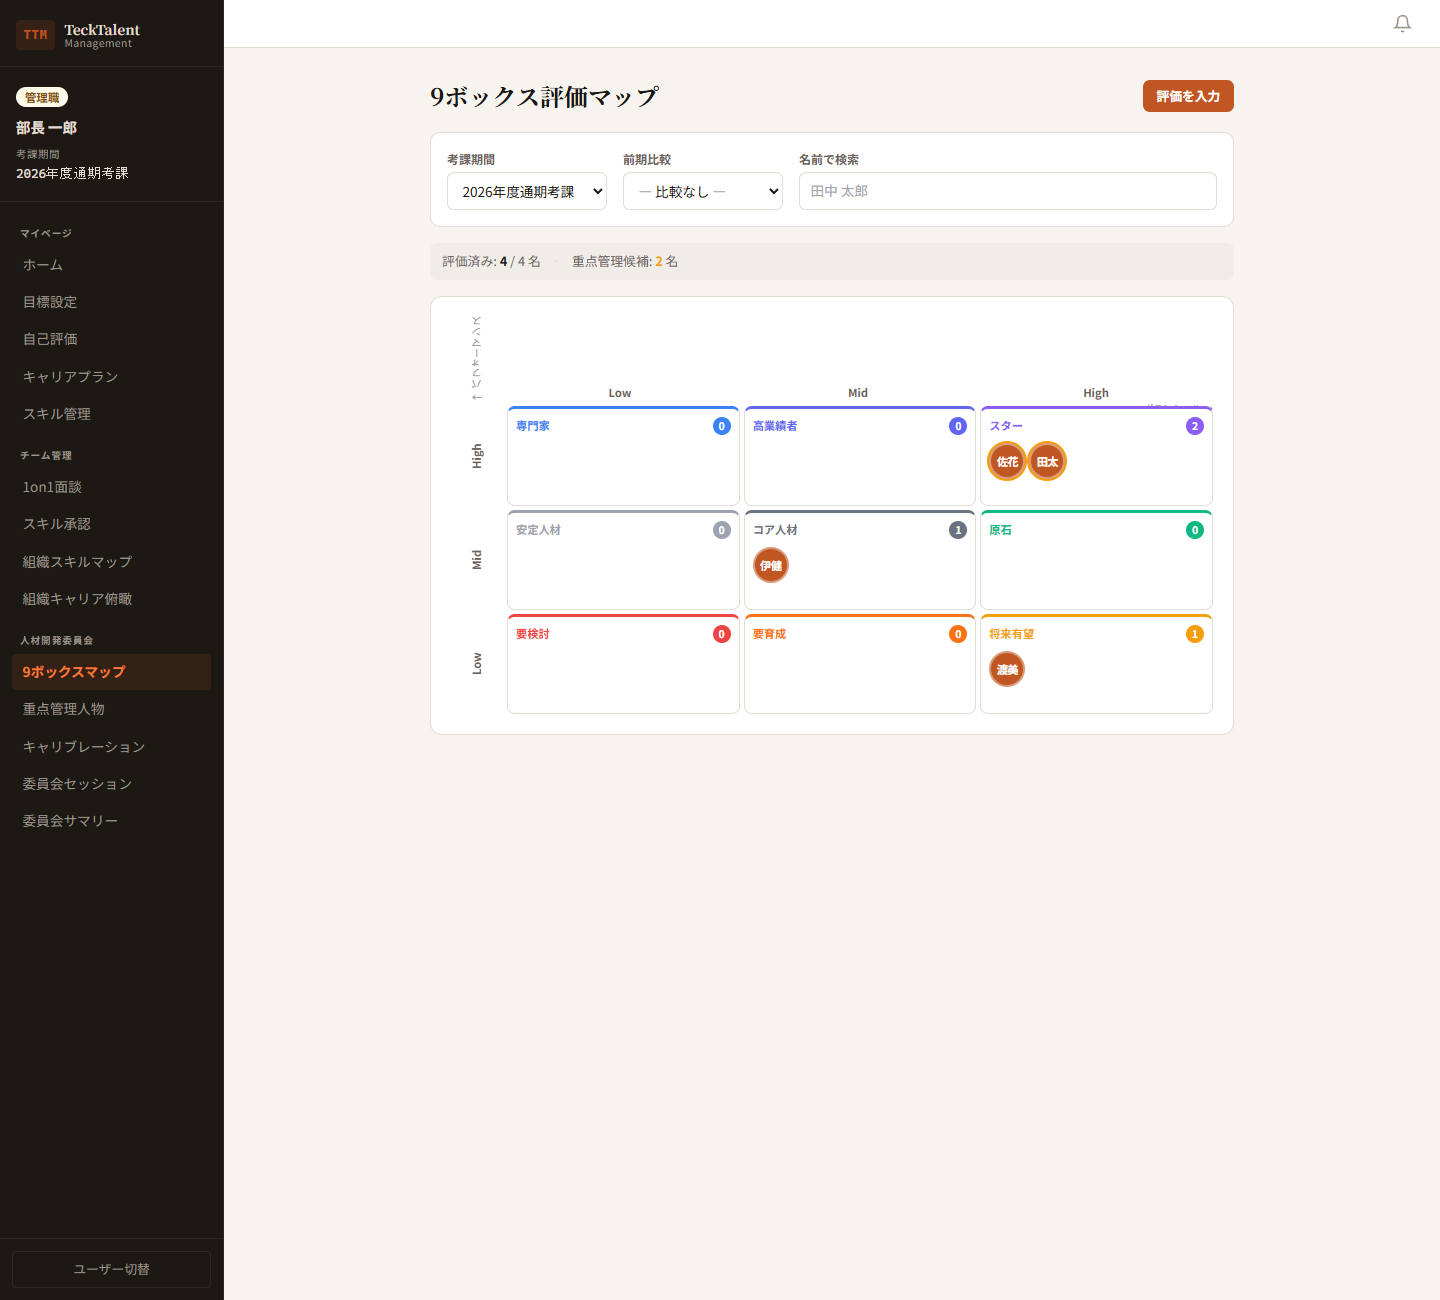 TTM
TeckTalent
Management
管理職
部長 一郎
考課期間
2026年度通期考課
マイページ
ホーム
目標設定
自己評価
キャリアプラン
スキル管理
チーム管理
1on1面談
スキル承認
組織スキルマップ
組織キャリア俯瞰
人材開発委員会
9ボックスマップ
重点管理人物
キャリブレーション
委員会セッション
委員会サマリー
ユーザー切替
9ボックス評価マップ
評価を入力
考課期間 前期比較 名前で検索
2026年度通期考課 — 比較なし — 田中 太郎
評価済み: 4 / 4 名 · 重点管理候補: 2 名
↑ パフォーマンス
Low Mid High
High
専門家 0 高業績者 0 スター 2
佐花 田太
Mid
安定人材 0 コア人材 1 原石 0
伊健
Low
要検討 0 要育成 0 将来有望 1
渡美